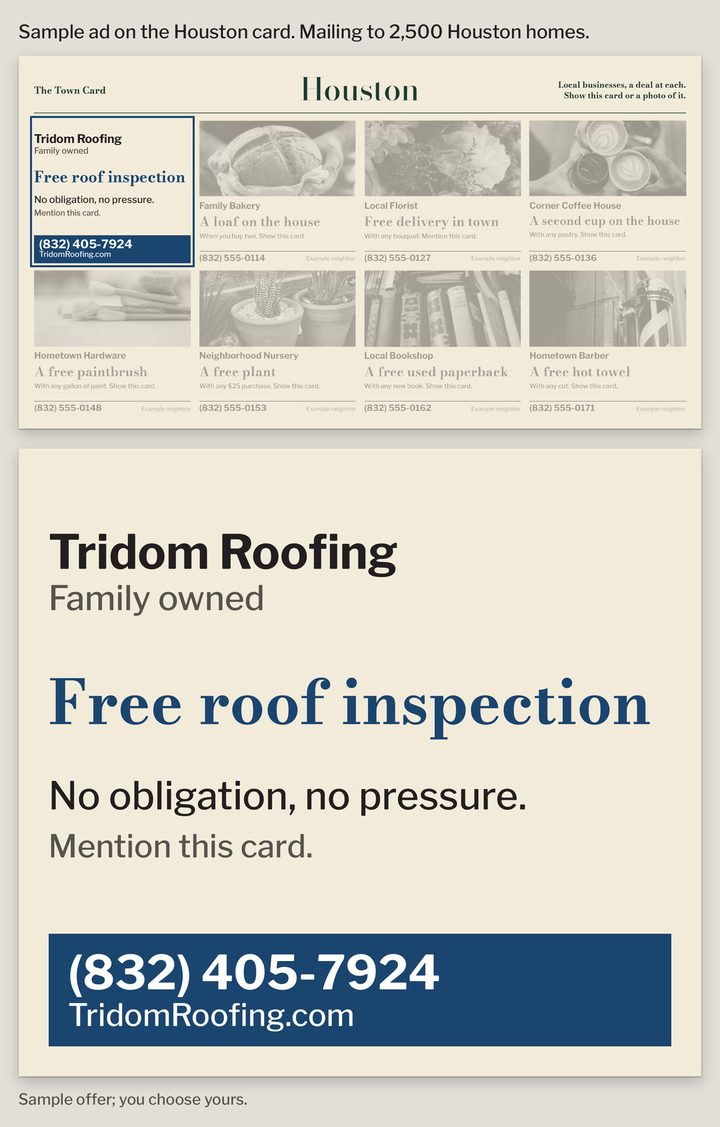 Sample ad on the Houston card. Mailing to 2,500 Houston homes.
The Town Card
Houston
Local businesses, a deal at each.
Show this card or a photo of it.
Tridom Roofing
Family owned
Free roof inspection
No obligation, no pressure.
Mention this card.
(832) 405-7924
TridomRoofing.com
Family Bakery
A loaf on the house
When you buy two. Show this card.
(832) 555-0114
Example neighbor
Local Florist
Free delivery in town
With any bouquet. Mention this card.
(832) 555-0127
Example neighbor
Corner Coffee House
A second cup on the house
With any pastry. Show this card.
(832) 555-0136
Example neighbor
Hometown Hardware
A free paintbrush
With any gallon of paint. Show this card.
(832) 555-0148
Example neighbor
Neighborhood Nursery
A free plant
With any $25 purchase. Show this card.
(832) 555-0153
Example neighbor
Local Bookshop
A free used paperback
With any new book. Show this card.
(832) 555-0162
Example neighbor
Hometown Barber
A free hot towel
With any cut. Show this card.
(832) 555-0171
Example neighbor
Tridom Roofing
Family owned
Free roof inspection
No obligation, no pressure.
Mention this card.
(832) 405-7924
TridomRoofing.com
Sample offer; you choose yours.